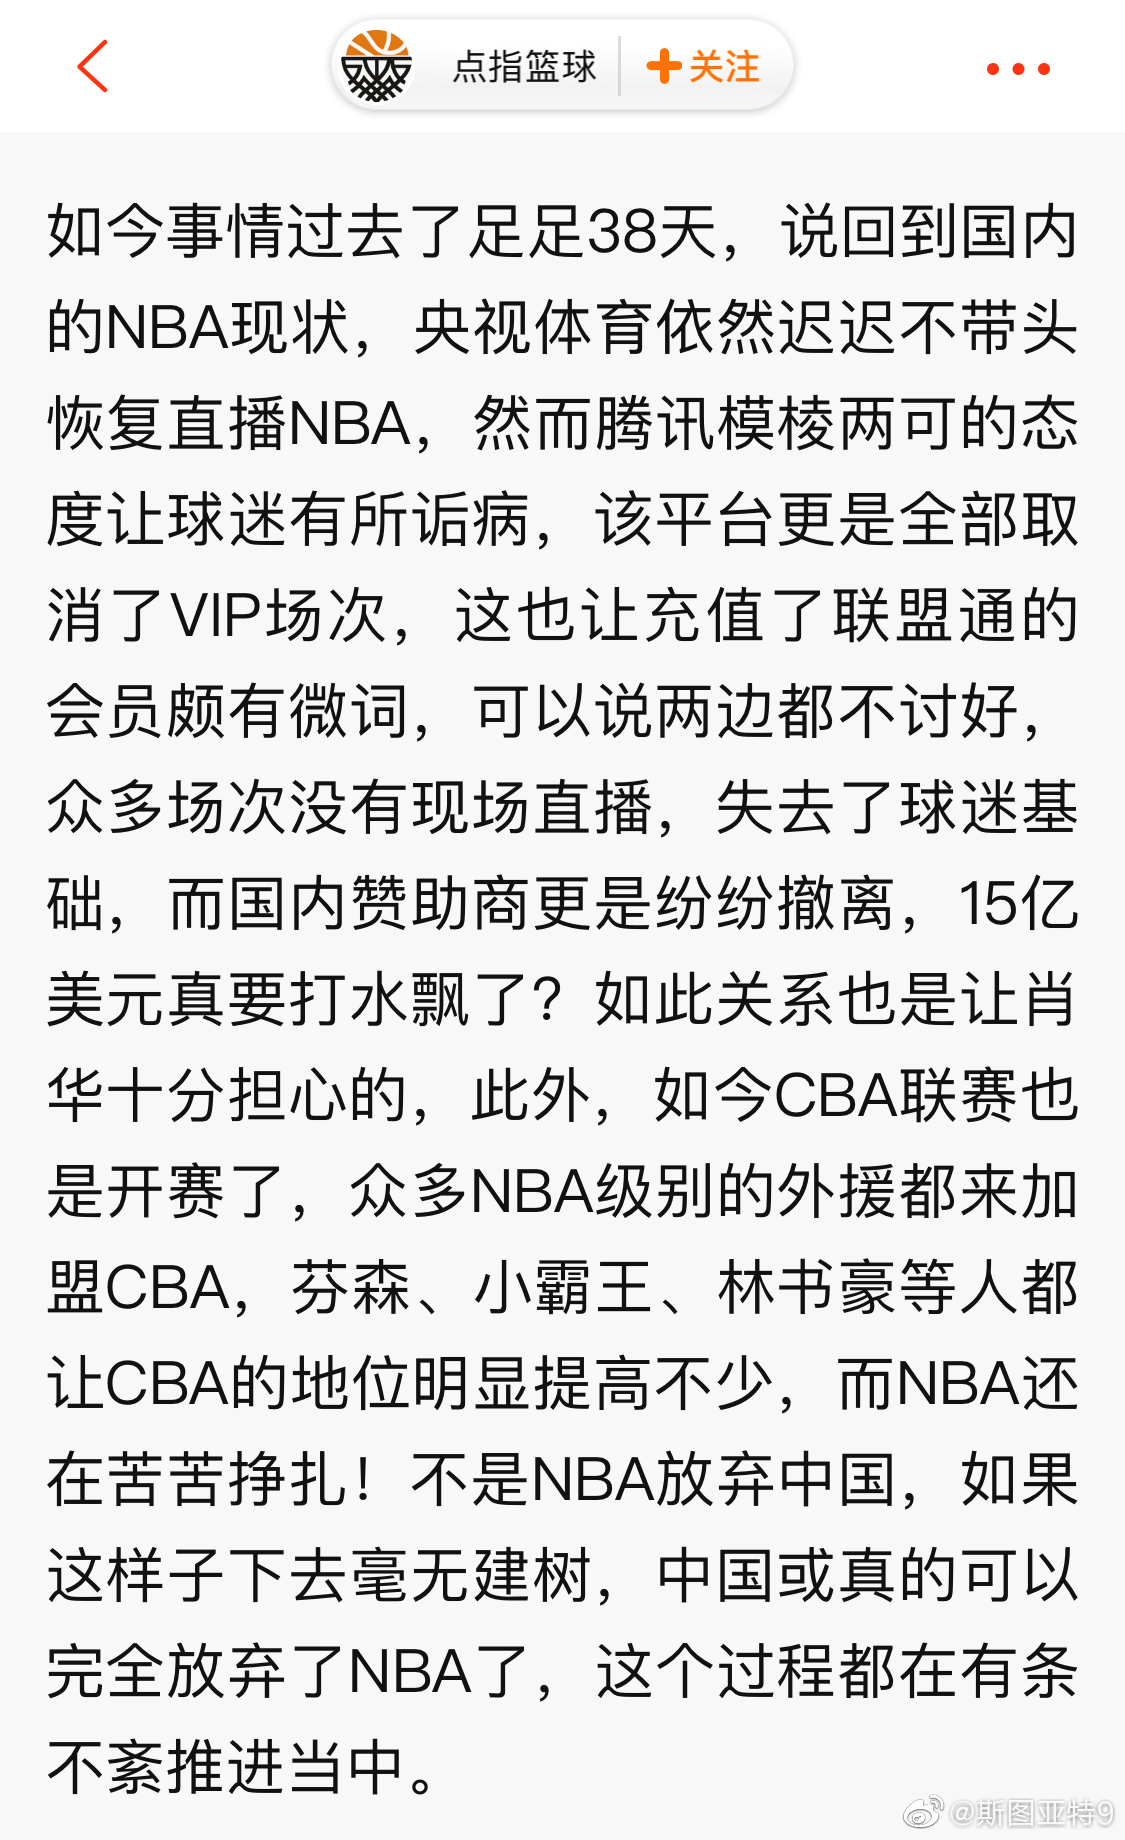 点指篮球
关注
如今事情过去了足足38天，说回到国内
的NBA现状，央视体育依然迟迟不带头
恢复直播NBA，然而腾讯模棱两可的态
度让球迷有所诟病，该平台更是全部取
消了VIP场次，这也让充值了联盟通的
会员颇有微词，可以说两边都不讨好，
众多场次没有现场直播，失去了球迷基
础，而国内赞助商更是纷纷撤离，15亿
美元真要打水飘了？如此关系也是让肖
华十分担心的，此外，如今CBA联赛也
是开赛了，众多NBA级别的外援都来加
盟CBA，芬森、小霸王、林书豪等人都
让CBA的地位明显提高不少，而NBA还
在苦苦挣扎！不是NBA放弃中国，如果
这样子下去毫无建树，中国或真的可以
完全放弃了NBA了，这个过程都在有条
不紊推进当中。
@斯图亚特9